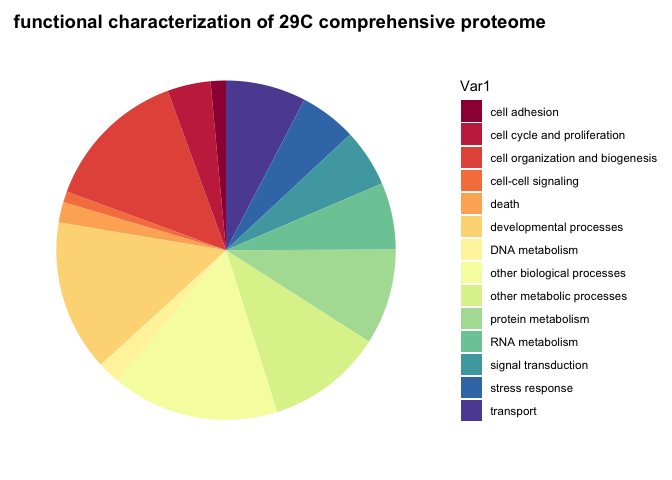 functional characterization of 29C comprehensive proteome
Var1
cell adhesion
cell cycle and proliferation
cell organization and biogenesis
cell-cell signaling
death
developmental processes
DNA metabolism
other biological processes
other metabolic processes
protein metabolism
RNA metabolism
signal transduction
stress response
transport